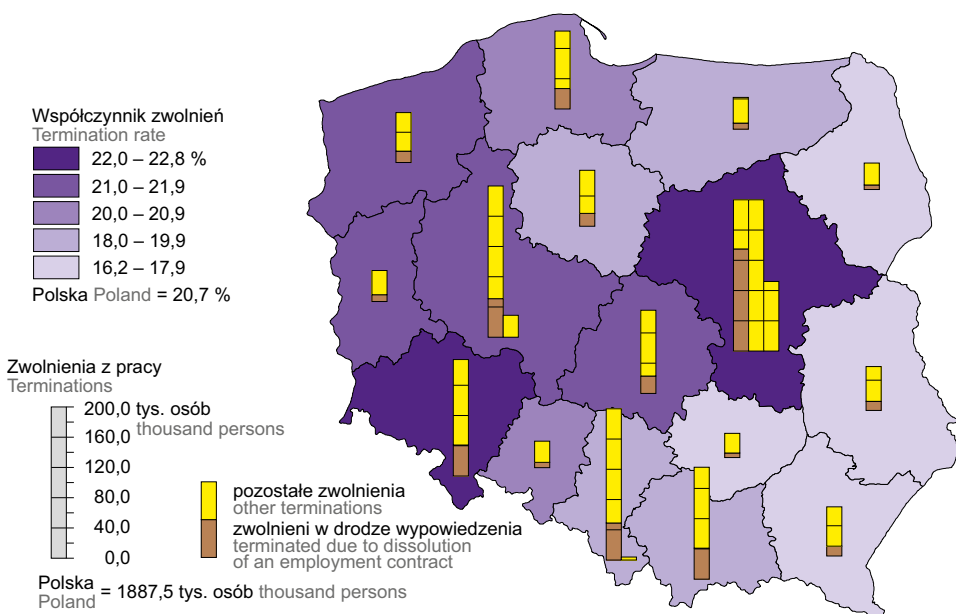 Współczynnik zwolnień
Termination rate
22,0 – 22,8 %
21,0 – 21,9
20,0 – 20,9
18,0 – 19,9
16,2 – 17,9
Polska Poland = 20,7 %
Zwolnienia z pracy
Terminations
200,0 tys. osób
thousand persons
160,0
120,0
80,0
40,0
0,0
pozostałe zwolnienia
other terminations
zwolnieni w drodze wypowiedzenia
terminated due to dissolution
of an employment contract
Polska
Poland = 1887,5 tys. osób thousand persons